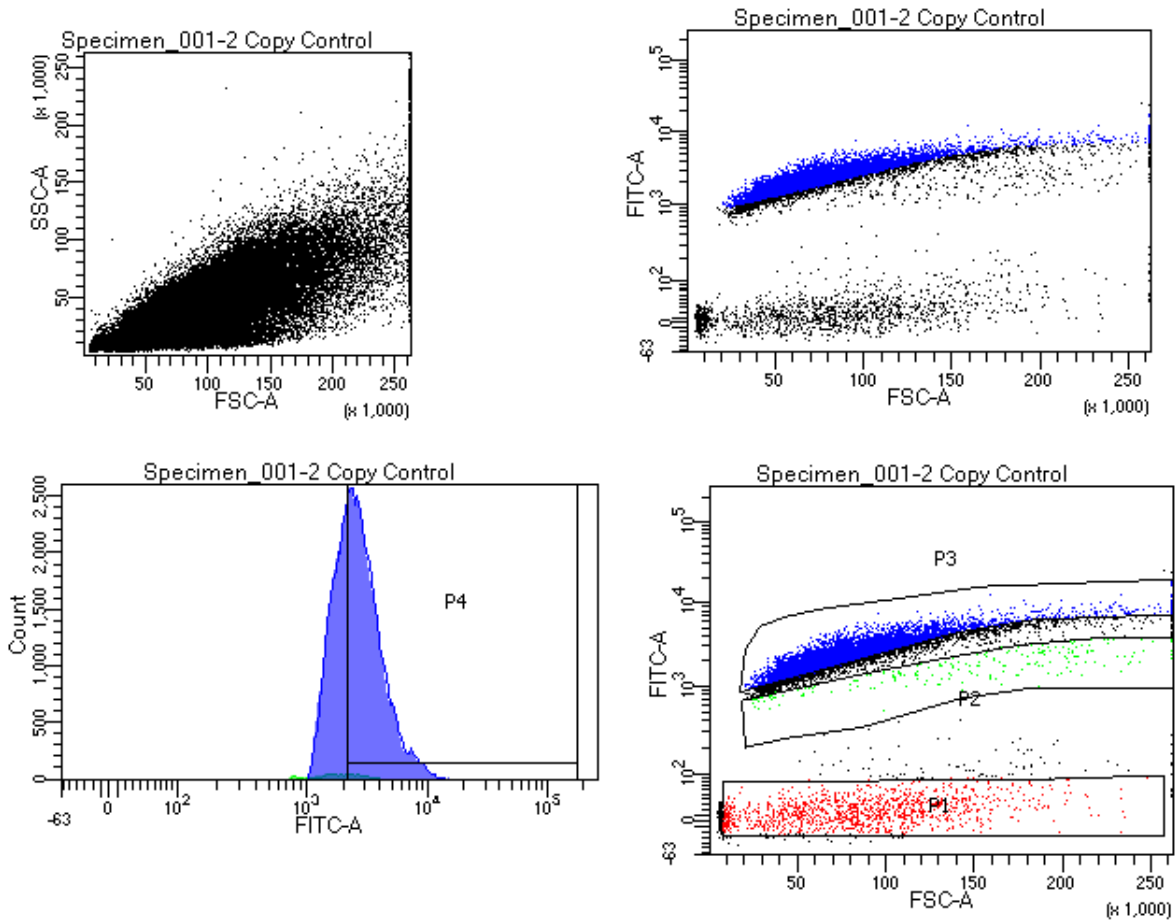 Specimen_001-2 Copy Control
SSC-A
(x 1,000)
50 100 150 200 250
50 100 150 200 250
FSC-A
(x 1,000)
Specimen_001-2 Copy Control
FITC-A
-63 0 10^2 10^3 10^4 10^5
50 100 150 200 250
FSC-A
(x 1,000)
Specimen_001-2 Copy Control
Count
0 500 1,000 1,500 2,000 2,500
P4
-63 0 10^2 10^3 10^4 10^5
FITC-A
Specimen_001-2 Copy Control
FITC-A
-63 0 10^2 10^3 10^4 10^5
P3
P2
P1
50 100 150 200 250
FSC-A
(x 1,000)